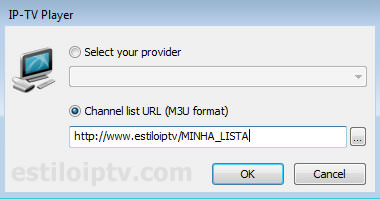 IP-TV Player
Select your provider
Channel list URL (M3U format)
http://www.estiloiptv/MINHA_LISTA
...
estiloiptv.com
OK
Cancel